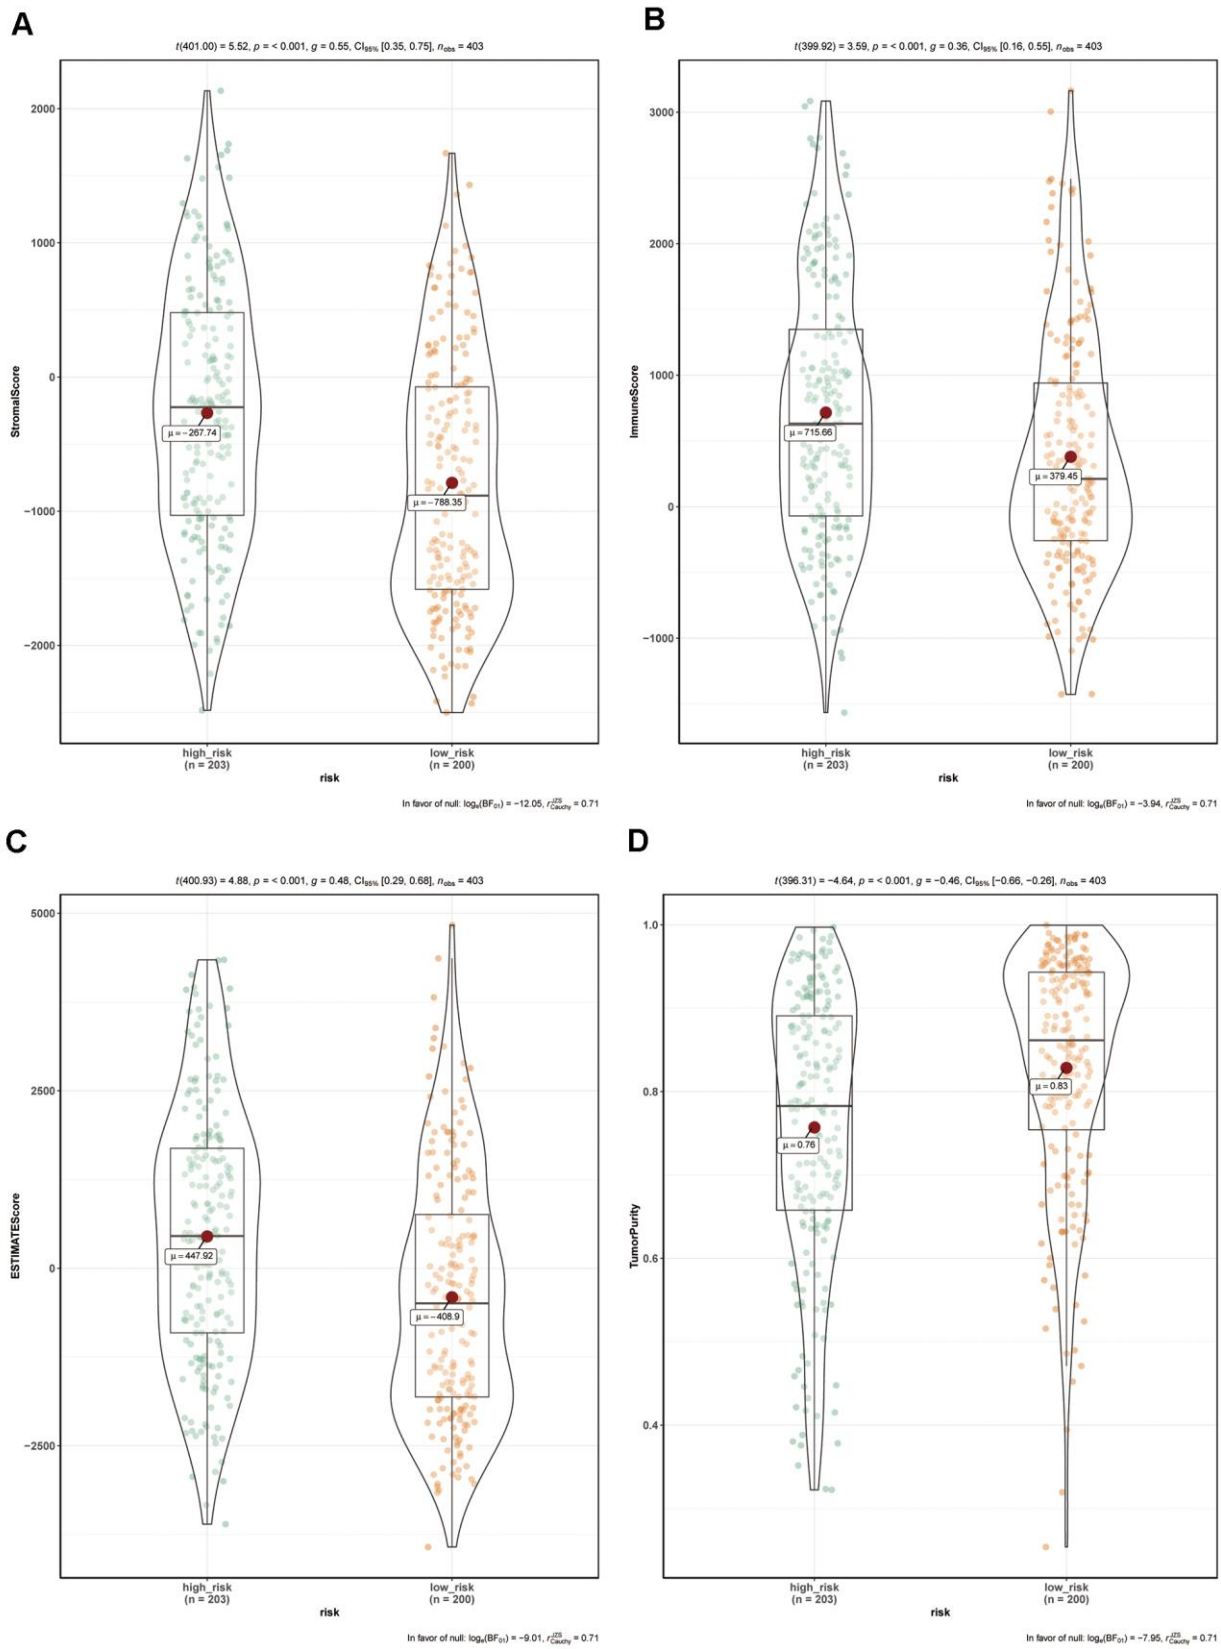 A
t(401.00) = 5.52, p = < 0.001, g = 0.55, CI95% [0.35, 0.75], nobs = 403
StromalScore
2000
1000
0
−1000
−2000
μ = −267.74
μ = −788.35
high_risk
(n = 203)
low_risk
(n = 200)
risk
In favor of null: loge(BF01) = −12.05, rJZSCauchy = 0.71
B
t(399.92) = 3.59, p = < 0.001, g = 0.36, CI95% [0.16, 0.55], nobs = 403
ImmuneScore
3000
2000
1000
0
−1000
μ = 715.66
μ = 379.45
high_risk
(n = 203)
low_risk
(n = 200)
risk
In favor of null: loge(BF01) = −3.94, rJZSCauchy = 0.71
C
t(400.93) = 4.88, p = < 0.001, g = 0.48, CI95% [0.29, 0.68], nobs = 403
ESTIMATEScore
5000
2500
0
−2500
μ = 447.92
μ = −408.9
high_risk
(n = 203)
low_risk
(n = 200)
risk
In favor of null: loge(BF01) = −9.01, rJZSCauchy = 0.71
D
t(396.31) = −4.64, p = < 0.001, g = −0.46, CI95% [−0.66, −0.26], nobs = 403
TumorPurity
1.0
0.8
0.6
0.4
μ = 0.76
μ = 0.83
high_risk
(n = 203)
low_risk
(n = 200)
risk
In favor of null: loge(BF01) = −7.95, rJZSCauchy = 0.71